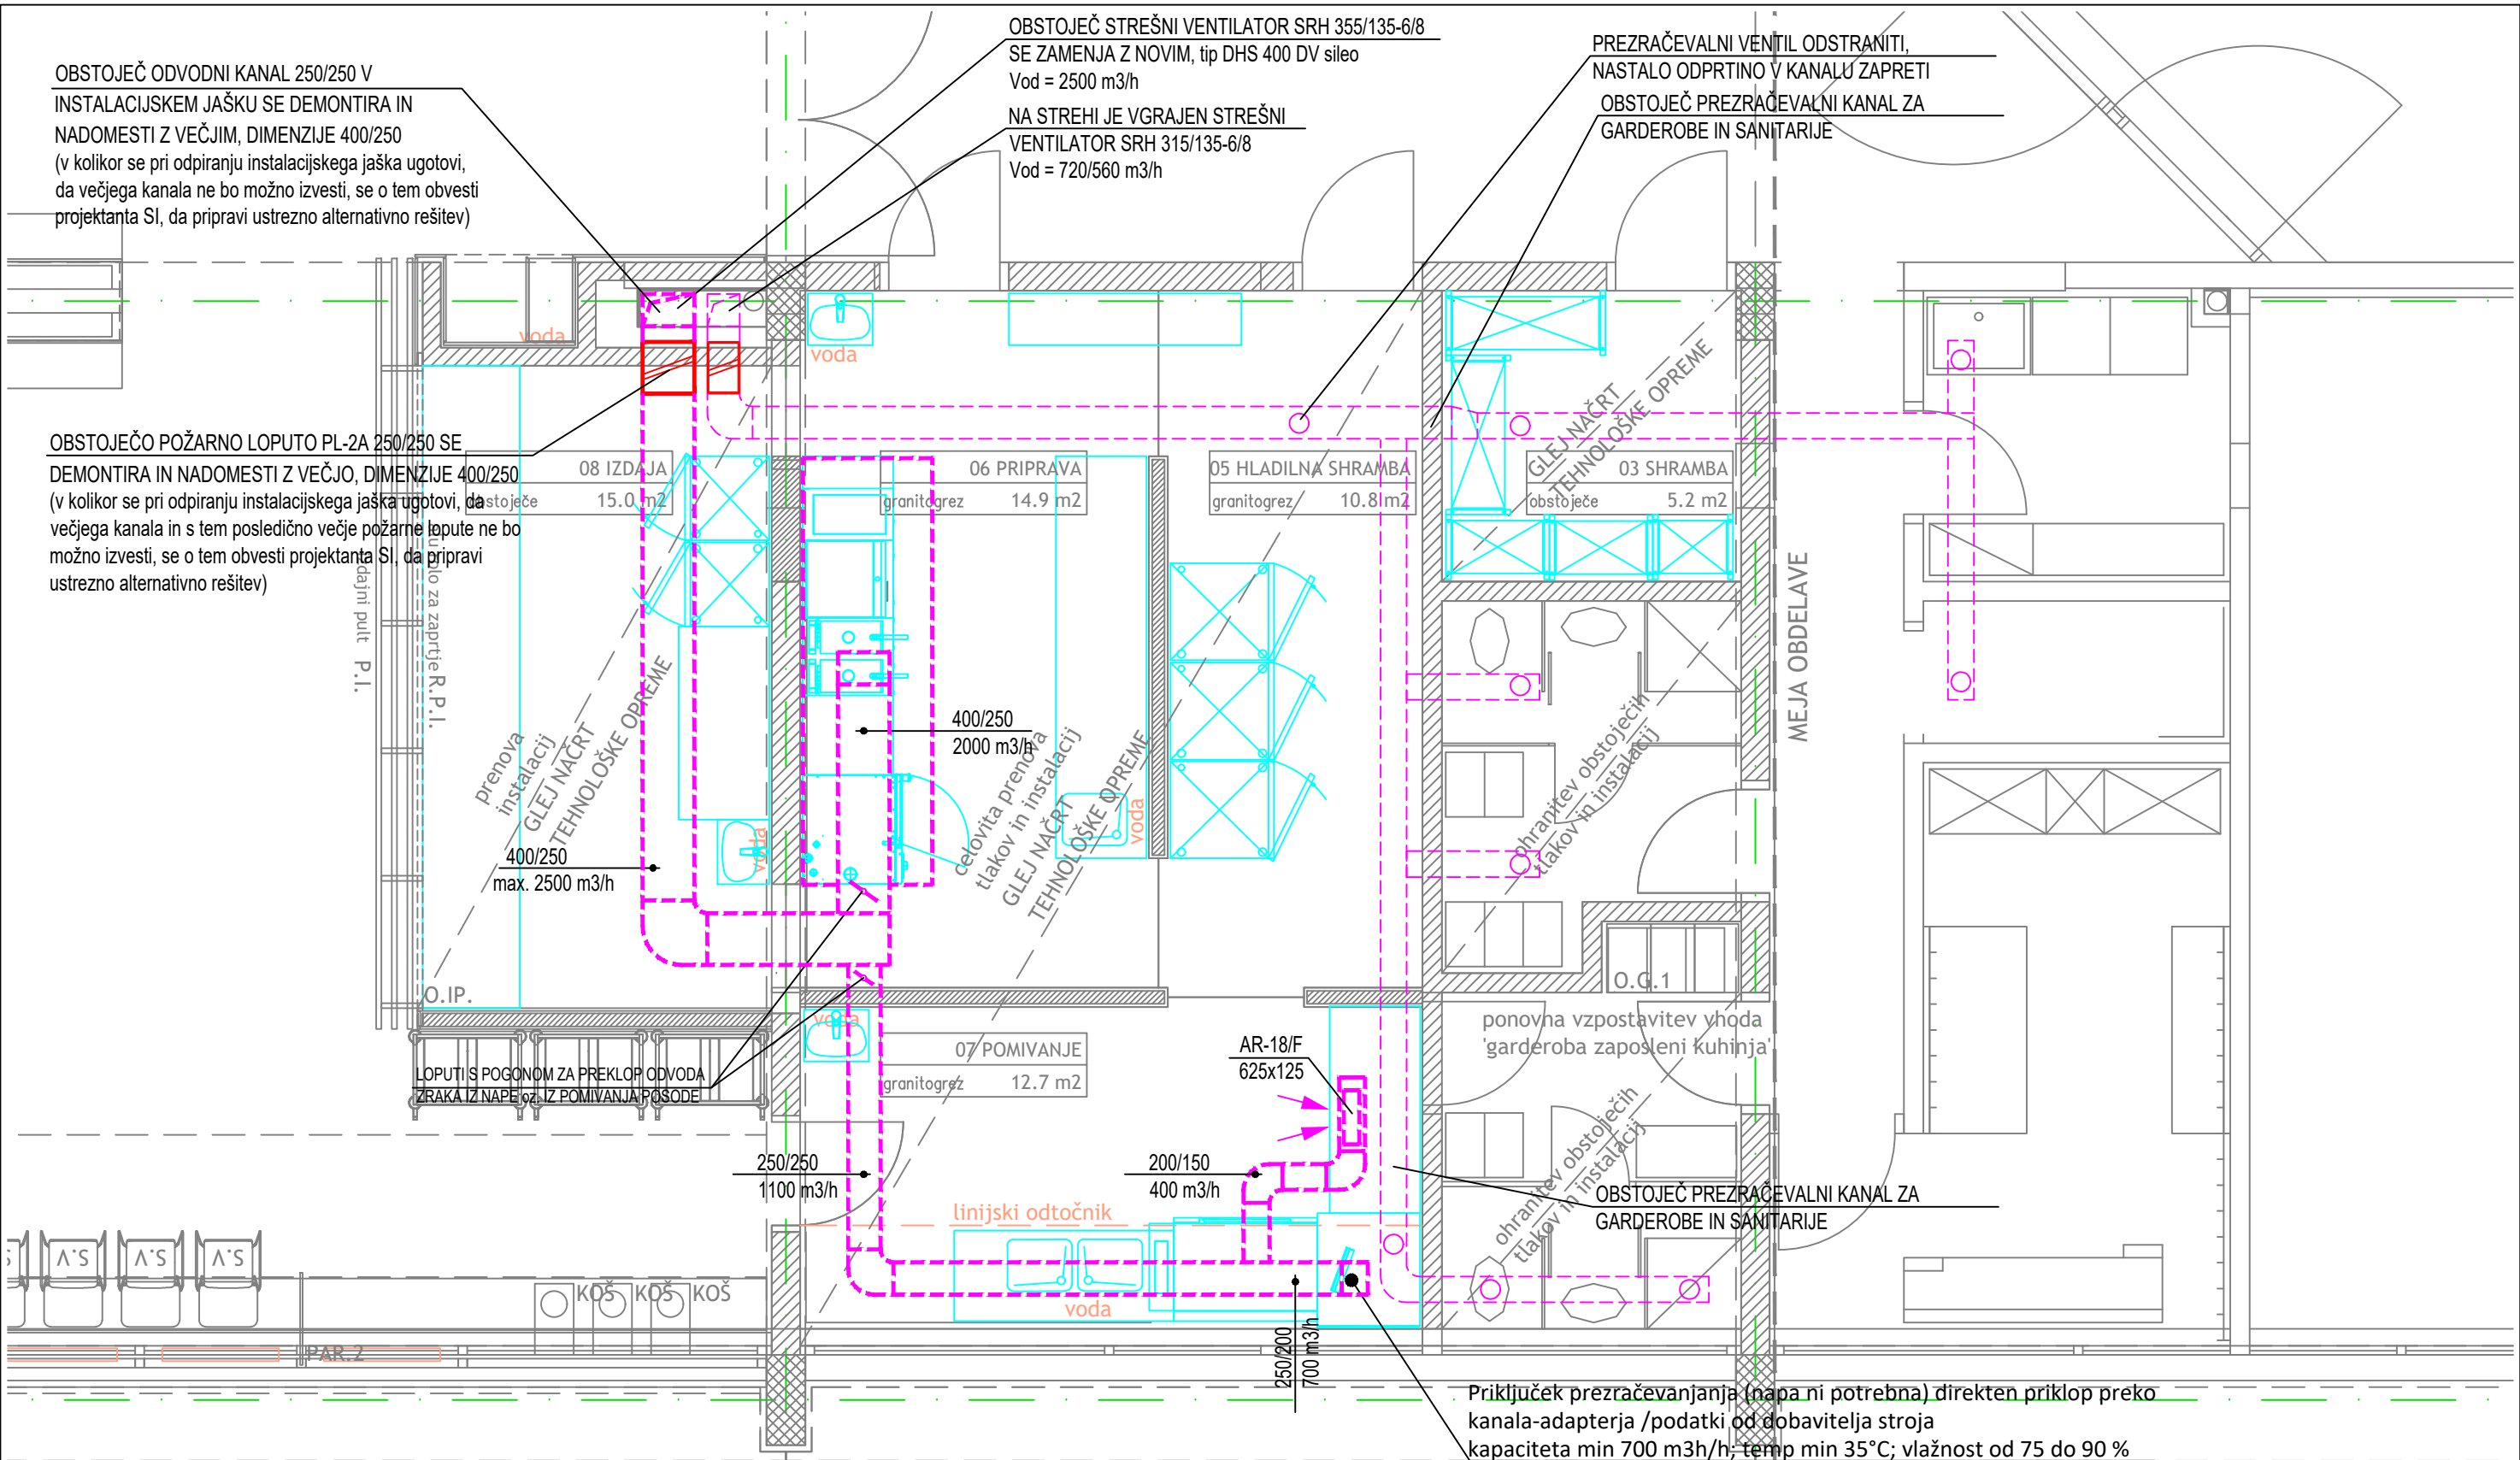 OBSTOJEČ ODVODNI KANAL 250/250 V
INSTALACIJSKEM JAŠKU SE DEMONTIRA IN
NADOMESTI Z VEČJIM, DIMENZIJE 400/250
(v kolikor se pri odpiranju instalacijskega jaška ugotovi,
da večjega kanala ne bo možno izvesti, se o tem obvesti
projektanta SI, da pripravi ustrezno alternativno rešitev)
OBSTOJEČ STREŠNI VENTILATOR SRH 355/135-6/8
SE ZAMENJA Z NOVIM, tip DHS 400 DV sileo
Vod = 2500 m3/h
NA STREHI JE VGRAJEN STREŠNI
VENTILATOR SRH 315/135-6/8
Vod = 720/560 m3/h
PREZRAČEVALNI VENTIL ODSTRANITI,
NASTALO ODPRTINO V KANALU ZAPRETI
OBSTOJEČ PREZRAČEVALNI KANAL ZA
GARDEROBE IN SANITARIJE
voda
voda
OBSTOJEČO POŽARNO LOPUTO PL-2A 250/250 SE
DEMONTIRA IN NADOMESTI Z VEČJO, DIMENZIJE 400/250
(v kolikor se pri odpiranju instalacijskega jaška ugotovi, da
večjega kanala in s tem posledično večje požarne lopute ne bo
možno izvesti, se o tem obvesti projektanta SI, da pripravi
ustrezno alternativno rešitev)
08 IZDAJA
obstoječe 15.0 m2
06 PRIPRAVA
granitogrez 14.9 m2
05 HLADILNA SHRAMBA
granitogrez 10.8 m2
03 SHRAMBA
obstoječe 5.2 m2
GLEJ NAČRT
TEHNOLOŠKE OPREME
MEJA OBDELAVE
pult P.I.
za zaprtje R.P.I.
prenova
instalacij
GLEJ NAČRT
TEHNOLOŠKE OPREME
400/250
2000 m3/h
celovita prenova
tlakov in instalacij
GLEJ NAČRT
TEHNOLOŠKE OPREME
voda
voda
400/250
max. 2500 m3/h
ohranitev obstoječih
tlakov in instalacij
O.IP.
O.G.1
voda
07 POMIVANJE
granitogrez 12.7 m2
LOPUTI S POGONOM ZA PREKLOP ODVODA
ZRAKA IZ NAPE oz. IZ POMIVANJA POSODE
AR-18/F
625x125
ponovna vzpostavitev vhoda
'garderoba zaposleni kuhinja'
250/250
1100 m3/h
200/150
400 m3/h
ohranitev obstoječih
tlakov in instalacij
OBSTOJEČ PREZRAČEVALNI KANAL ZA
GARDEROBE IN SANITARIJE
linijski odtočnik
voda
S.V S.V S.V
KOŠ KOŠ KOŠ
PAR.2
250/200
700 m3/h
Priključek prezračevanjanja (napa ni potrebna) direkten priklop preko
kanala-adapterja /podatki od dobavitelja stroja
kapaciteta min 700 m3h/h; temp min 35°C; vlažnost od 75 do 90 %